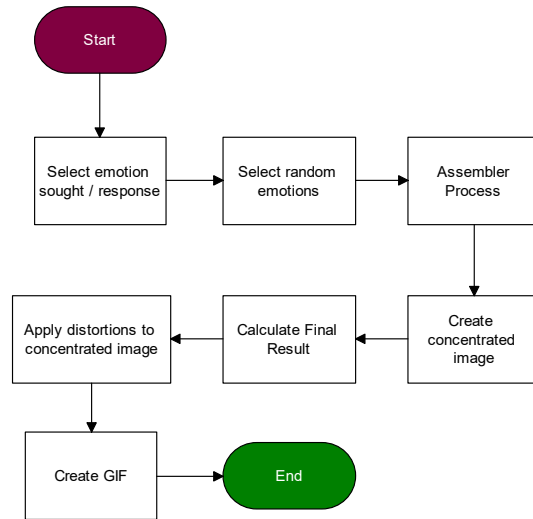 Start
Select emotion
sought / response
Select random
emotions
Assembler
Process
Create
concentrated
image
Calculate Final
Result
Apply distortions to
concentrated image
Create GIF
End